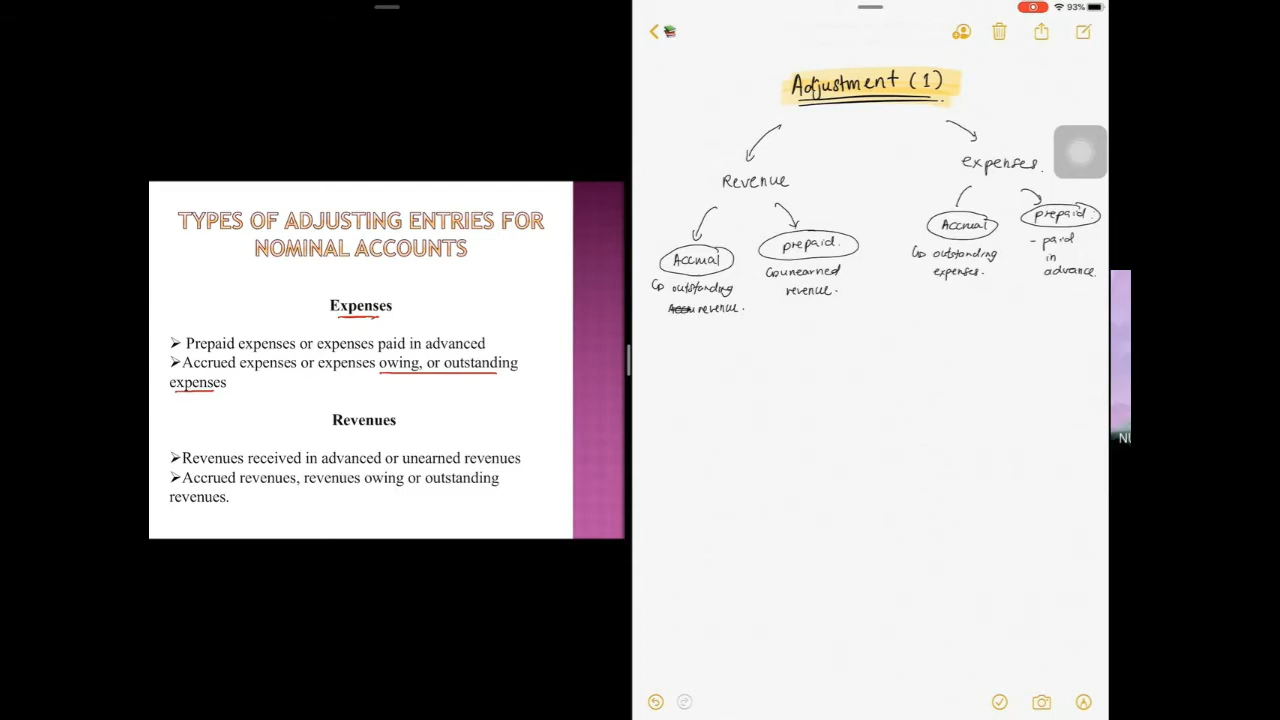 TYPES OF ADJUSTING ENTRIES FOR
NOMINAL ACCOUNTS
Expenses
➢ Prepaid expenses or expenses paid in advanced
➢Accrued expenses or expenses owing, or outstanding
expenses
Revenues
➢Revenues received in advanced or unearned revenues
➢Accrued revenues, revenues owing or outstanding
revenues.
93%
Adjustment (1)
Revenue
Accrual
outstanding
revenue.
prepaid.
unearned
revenue.
expenses.
Accrual
outstanding
expenses.
prepaid.
- paid
in
advance.
NU